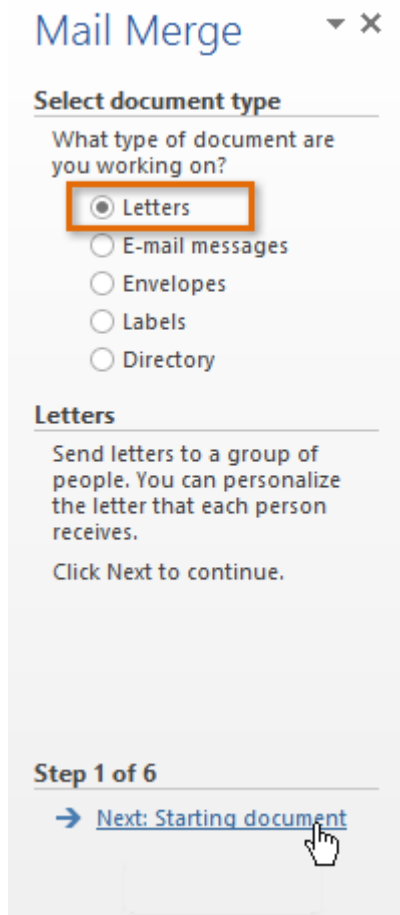 Mail Merge
Select document type
What type of document are
you working on?
Letters
E-mail messages
Envelopes
Labels
Directory
Letters
Send letters to a group of
people. You can personalize
the letter that each person
receives.
Click Next to continue.
Step 1 of 6
Next: Starting document